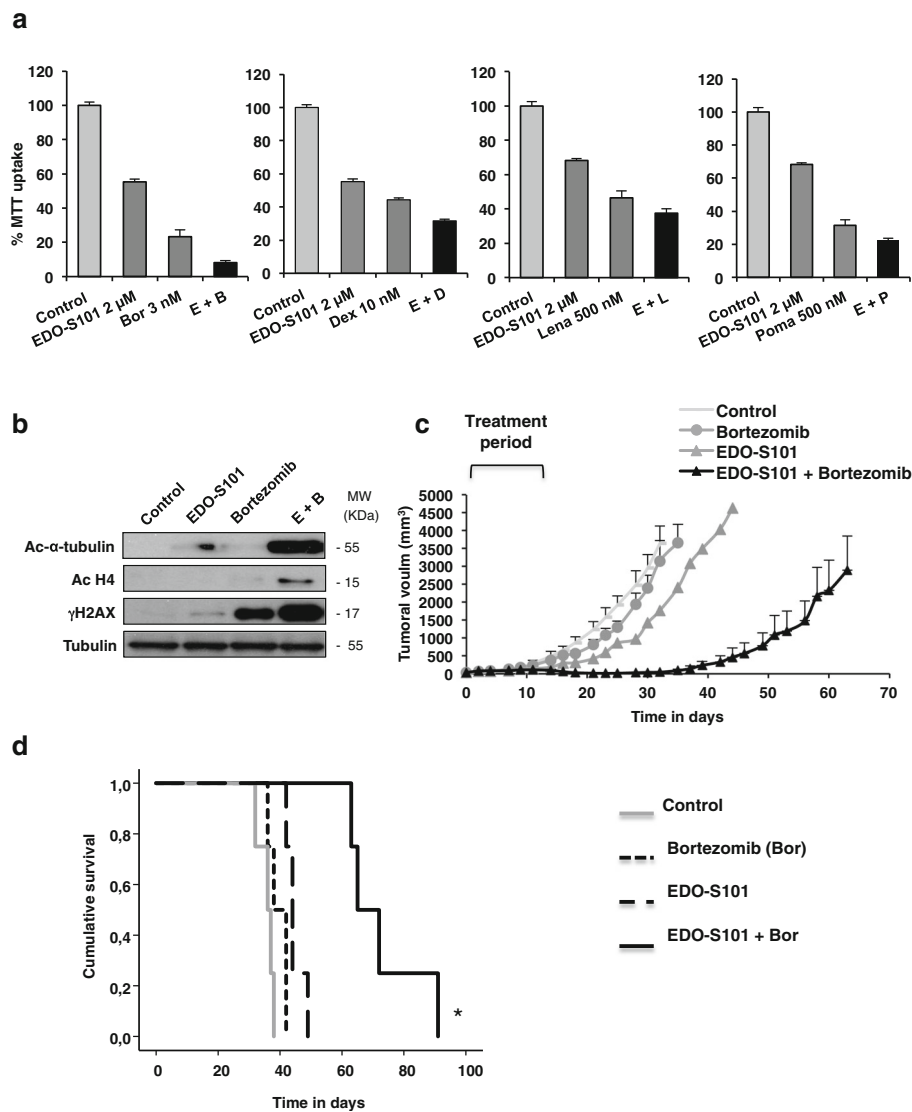 a
% MTT uptake
120
100
80
60
40
20
0
Control
EDO-S101 2 µM
Bor 3 nM
E + B
120
100
80
60
40
20
0
Control
EDO-S101 2 µM
Dex 10 nM
E + D
120
100
80
60
40
20
0
Control
EDO-S101 2 µM
Lena 500 nM
E + L
120
100
80
60
40
20
0
Control
EDO-S101 2 µM
Poma 500 nM
E + P
b
Control
EDO-S101
Bortezomib
E + B
MW
(KDa)
Ac-α-tubulin
- 55
Ac H4
- 15
γH2AX
- 17
Tubulin
- 55
c
Treatment
period
Control
Bortezomib
EDO-S101
EDO-S101 + Bortezomib
Tumoral voulm (mm³)
5000
4500
4000
3500
3000
2500
2000
1500
1000
500
0
0 10 20 30 40 50 60 70
Time in days
d
Cumulative survival
1,0
0,8
0,6
0,4
0,2
0,0
*
0 20 40 60 80 100
Time in days
Control
Bortezomib (Bor)
EDO-S101
EDO-S101 + Bor